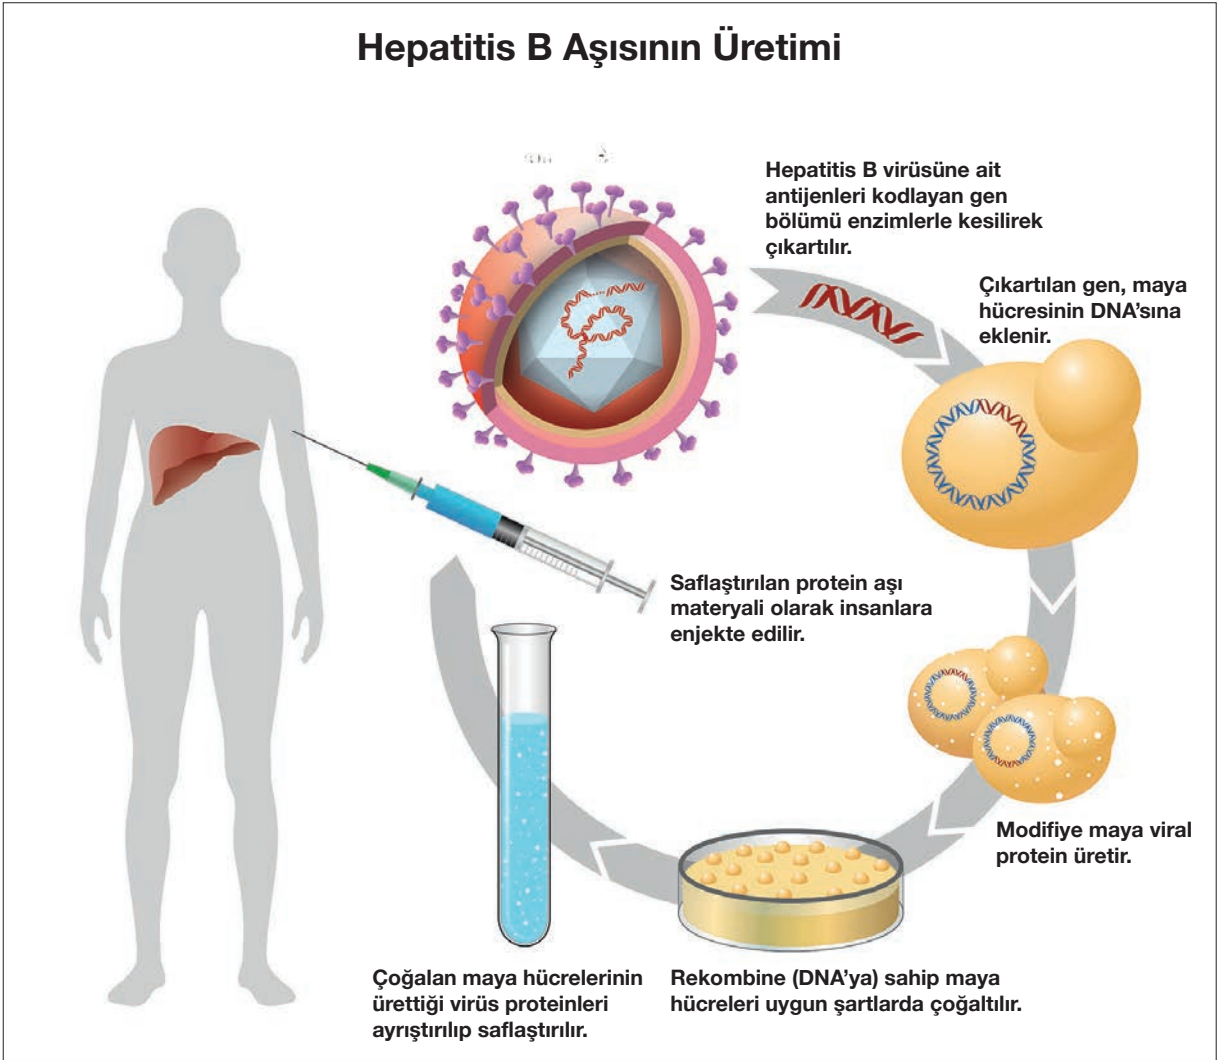 Hepatitis B Aşısının Üretimi
Hepatitis B virüsüne ait
antijenleri kodlayan gen
bölümü enzimlerle kesilirek
çıkartılır.
Çıkartılan gen, maya
hücresinin DNA’sına
eklenir.
Modifiye maya viral
protein üretir.
Rekombine (DNA’ya) sahip maya
hücreleri uygun şartlarda çoğaltılır.
Çoğalan maya hücrelerinin
ürettiği virüs proteinleri
ayrıştırılıp saflaştırılır.
Saflaştırılan protein aşı
materyali olarak insanlara
enjekte edilir.